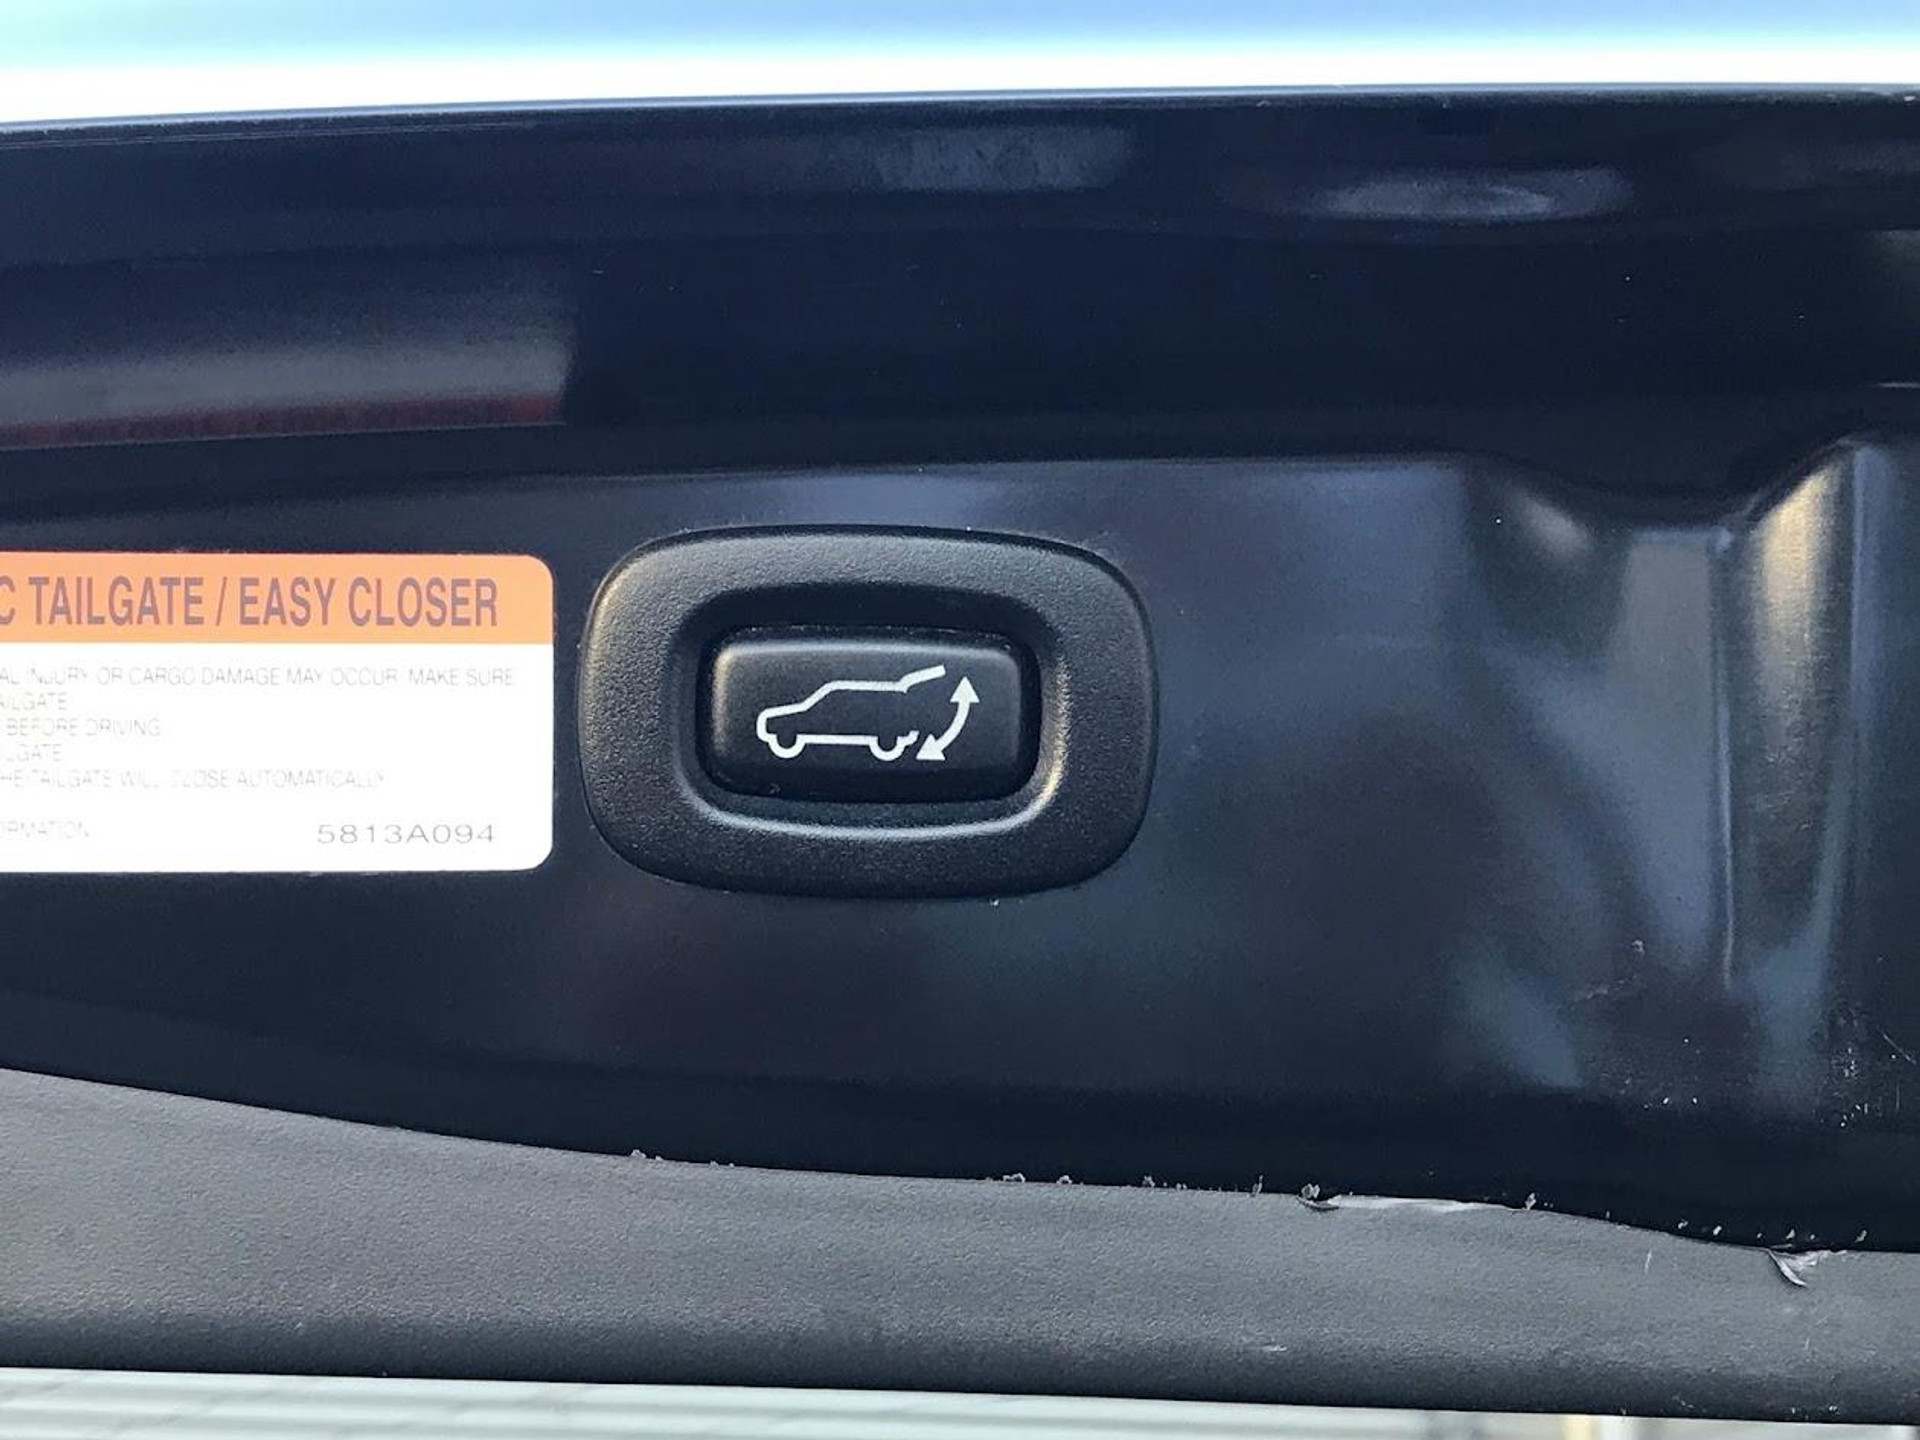 C TAILGATE / EASY CLOSER
AL INJURY OR CARGO DAMAGE MAY OCCUR. MAKE SURE
AILGATE
BEFORE DRIVING
LGATE
HE TAILGATE WILL CLOSE AUTOMATICALLY
ORMATION.
5813A094